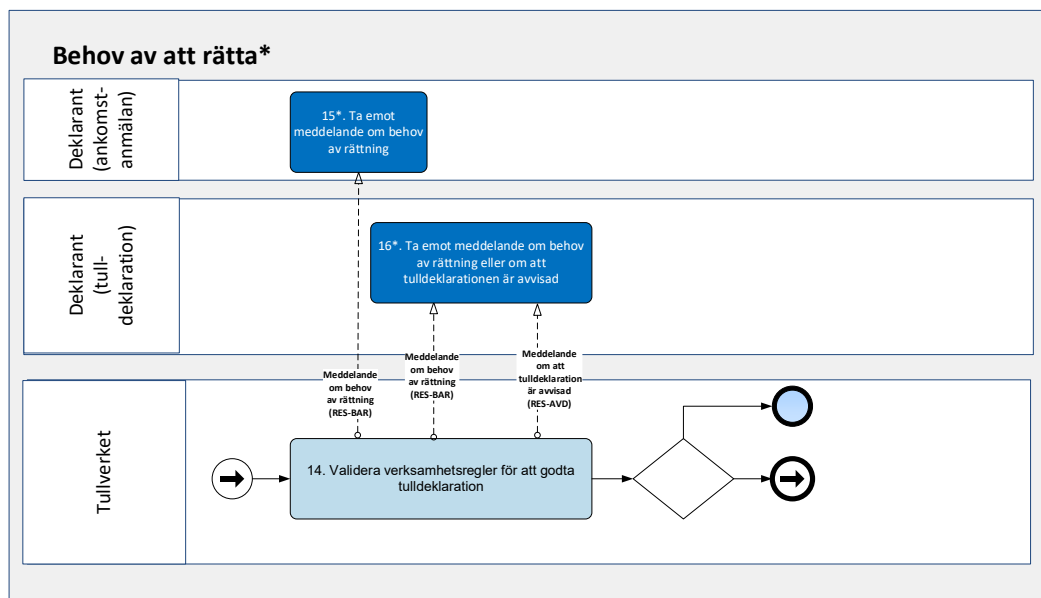 Behov av att rätta*
Deklarant
(ankomst-
anmälan)
15*. Ta emot
meddelande om behov
av rättning
Deklarant
(tull-
deklaration)
16*. Ta emot meddelande om behov
av rättning eller om att
tulldeklarationen är avvisad
Meddelande
om behov
av rättning
(RES-BAR)
Meddelande
om behov
av rättning
(RES-BAR)
Meddelande
om att
tulldeklaration
är avvisad
(RES-AVD)
Tullverket
14. Validera verksamhetsregler för att godta
tulldeklaration